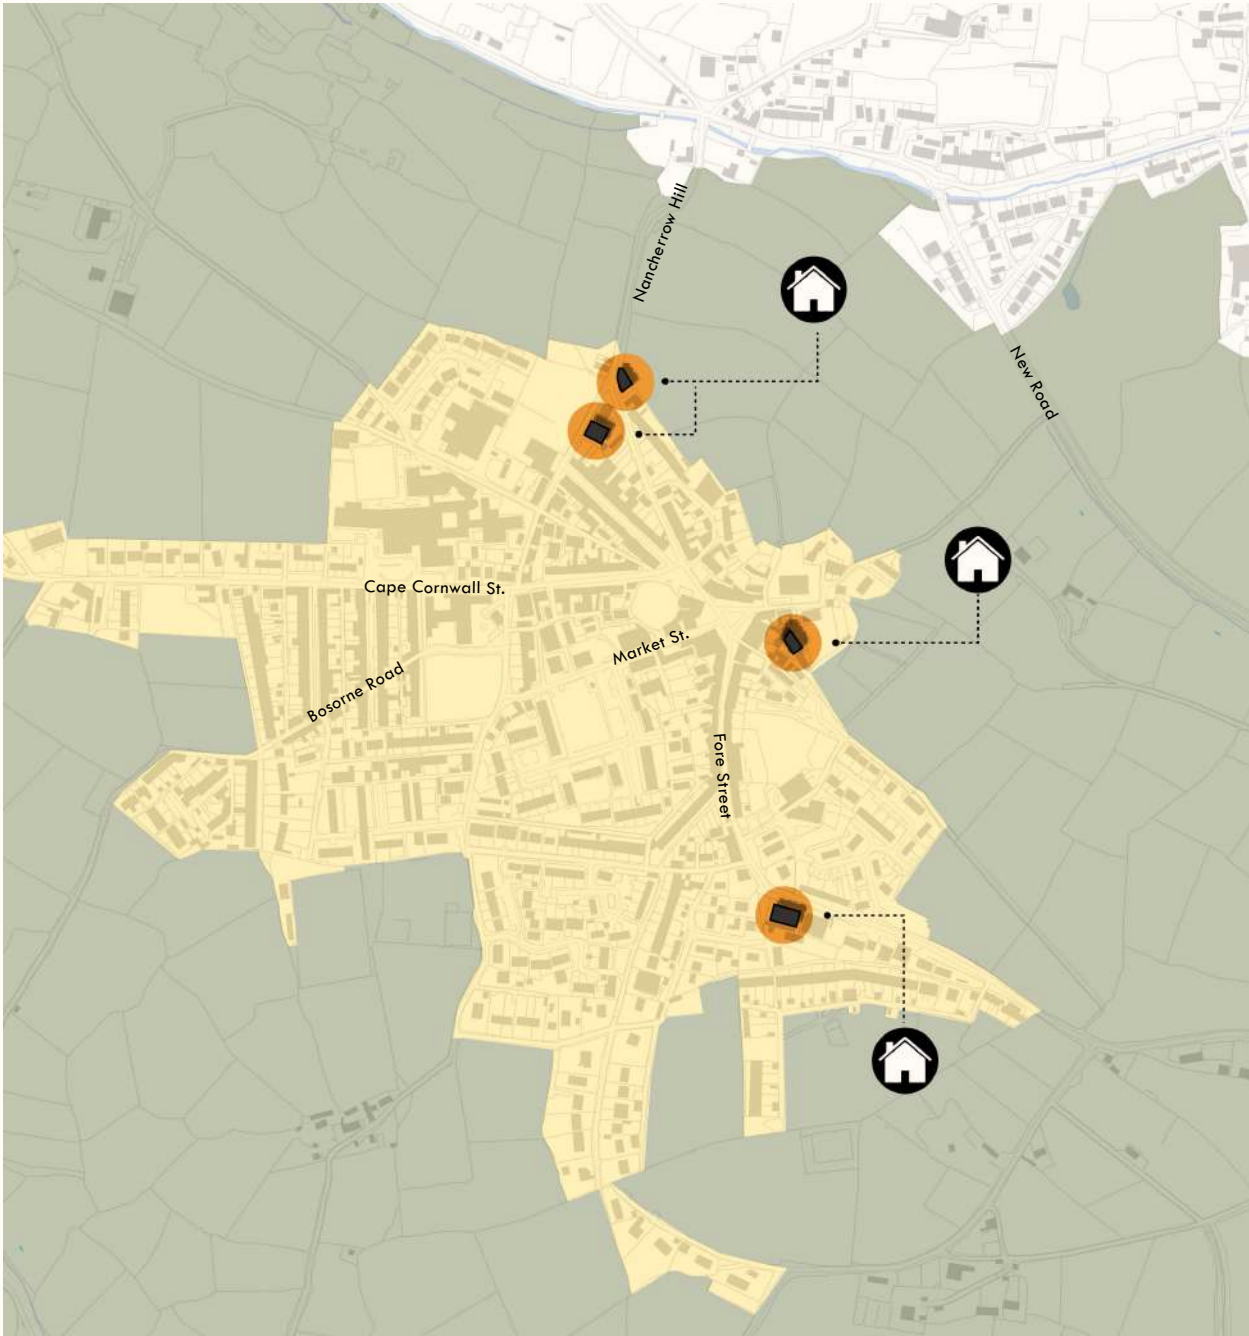 Nancherrow Hill
New Road
Cape Cornwall St.
Market St.
Bosorne Road
Fore Street